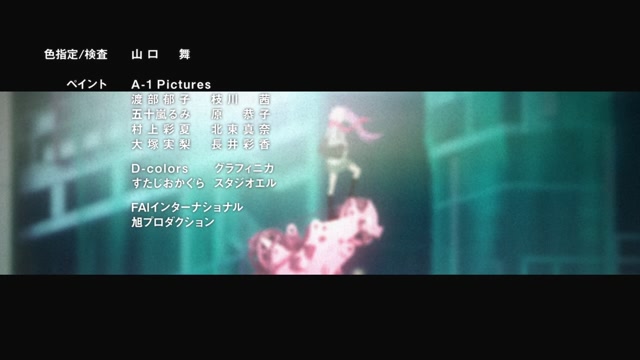 色指定/検査 山口 舞
ペイント A-1 Pictures
渡部郁子 枝川 茜
五十嵐るみ 原 恭子
村上彩夏 北東真奈
大塚実梨 長井彩香
D-colors グラフィニカ
すたじおかくら スタジオエル
FAIインターナショナル
旭プロダクション